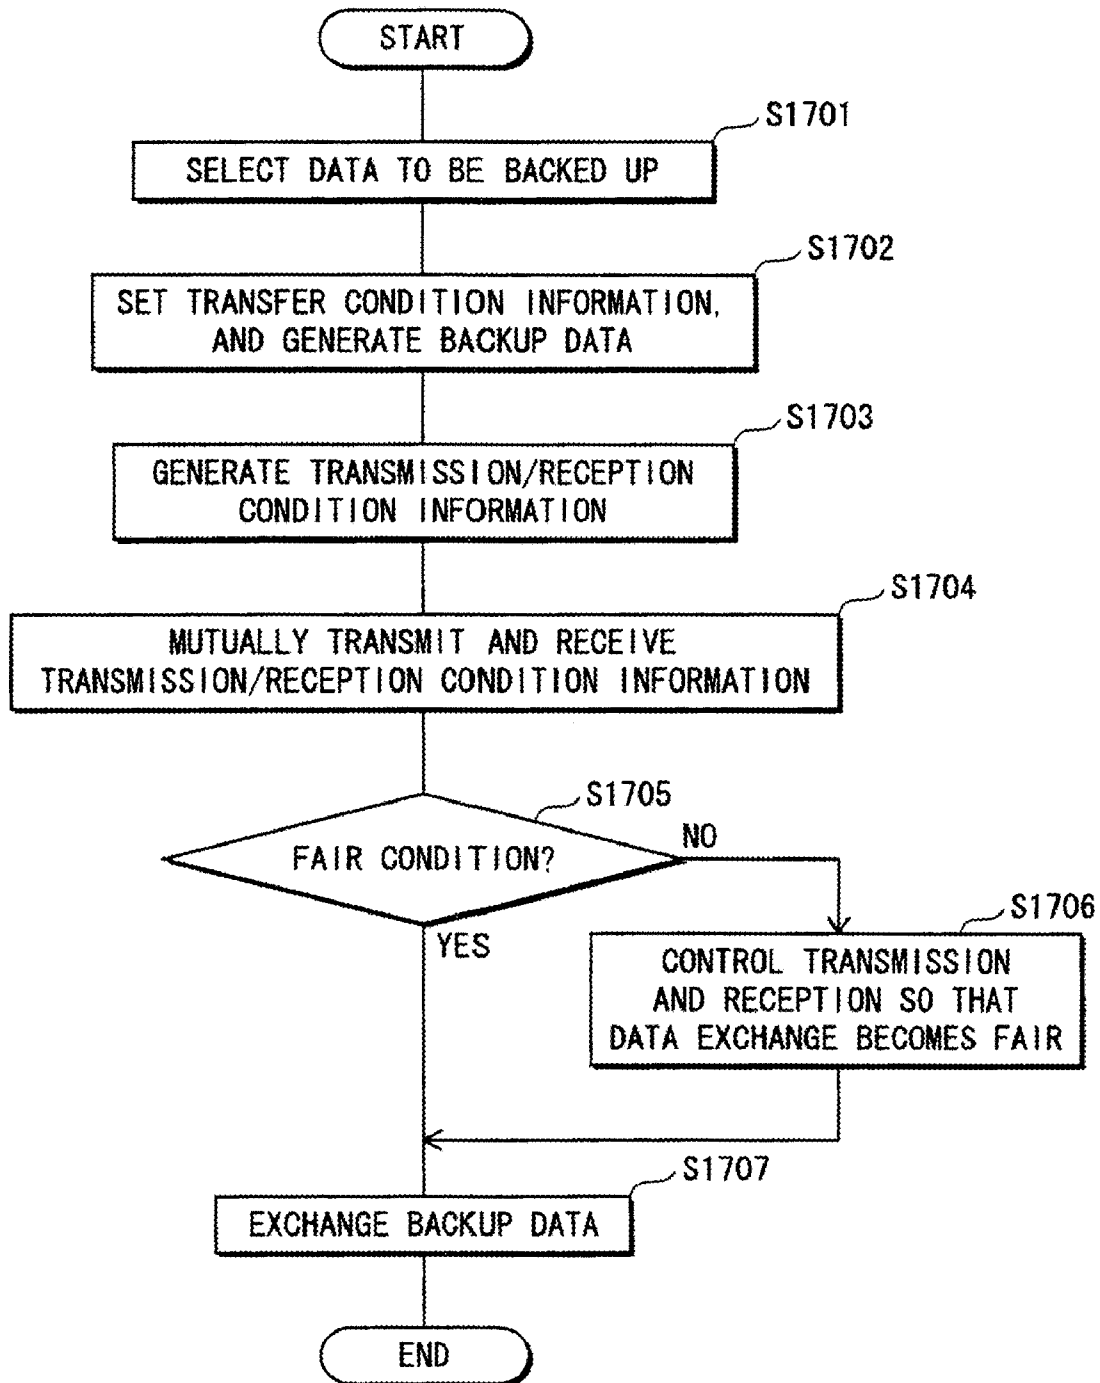 START
S1701
SELECT DATA TO BE BACKED UP
S1702
SET TRANSFER CONDITION INFORMATION,
AND GENERATE BACKUP DATA
S1703
GENERATE TRANSMISSION/RECEPTION
CONDITION INFORMATION
S1704
MUTUALLY TRANSMIT AND RECEIVE
TRANSMISSION/RECEPTION CONDITION INFORMATION
S1705
FAIR CONDITION?
NO
YES
S1706
CONTROL TRANSMISSION
AND RECEPTION SO THAT
DATA EXCHANGE BECOMES FAIR
S1707
EXCHANGE BACKUP DATA
END